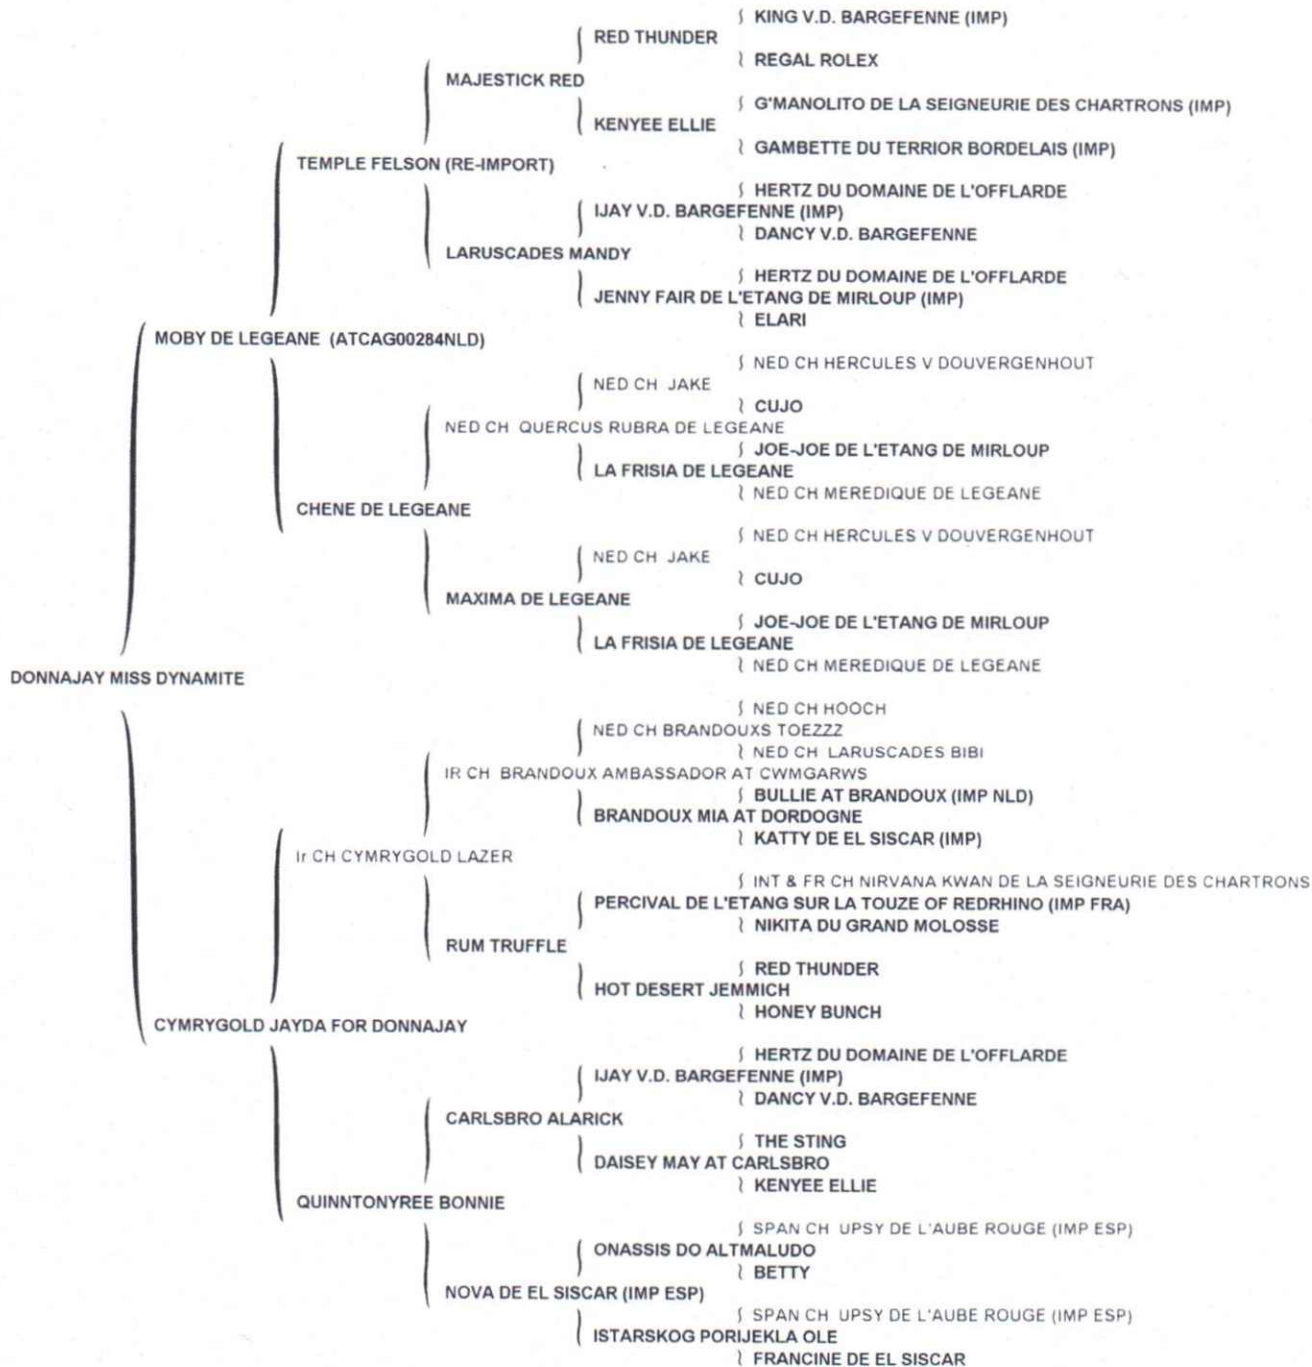 KING V.D. BARGEFENNE (IMP)
RED THUNDER
REGAL ROLEX
MAJESTICK RED
G'MANOLITO DE LA SEIGNEURIE DES CHARTRONS (IMP)
KENYEE ELLIE
GAMBETTE DU TERRIOR BORDELAIS (IMP)
TEMPLE FELSON (RE-IMPORT)
HERTZ DU DOMAINE DE L'OFFLARDE
IJAY V.D. BARGEFENNE (IMP)
DANCY V.D. BARGEFENNE
LARUSCADES MANDY
HERTZ DU DOMAINE DE L'OFFLARDE
JENNY FAIR DE L'ETANG DE MIRLOUP (IMP)
ELARI
MOBY DE LEGEANE (ATCAG00284NLD)
NED CH HERCULES V DOUVERGENHOUT
NED CH JAKE
CUJO
NED CH QUERCUS RUBRA DE LEGEANE
JOE-JOE DE L'ETANG DE MIRLOUP
LA FRISIA DE LEGEANE
NED CH MEREDIQUE DE LEGEANE
CHENE DE LEGEANE
NED CH HERCULES V DOUVERGENHOUT
NED CH JAKE
CUJO
MAXIMA DE LEGEANE
JOE-JOE DE L'ETANG DE MIRLOUP
LA FRISIA DE LEGEANE
NED CH MEREDIQUE DE LEGEANE
DONNAJAY MISS DYNAMITE
NED CH HOOCH
NED CH BRANDOUXS TOEZZZ
NED CH LARUSCADES BIBI
IR CH BRANDOUX AMBASSADOR AT CWMGARWS
BULLIE AT BRANDOUX (IMP NLD)
BRANDOUX MIA AT DORDOGNE
KATTY DE EL SISCAR (IMP)
Ir CH CYMRYGOLD LAZER
INT & FR CH NIRVANA KWAN DE LA SEIGNEURIE DES CHARTRONS
PERCIVAL DE L'ETANG SUR LA TOUZE OF REDRHINO (IMP FRA)
NIKITA DU GRAND MOLOSSE
RUM TRUFFLE
RED THUNDER
HOT DESERT JEMMICH
HONEY BUNCH
CYMRYGOLD JAYDA FOR DONNAJAY
HERTZ DU DOMAINE DE L'OFFLARDE
IJAY V.D. BARGEFENNE (IMP)
DANCY V.D. BARGEFENNE
CARLSBRO ALARICK
THE STING
DAISEY MAY AT CARLSBRO
KENYEE ELLIE
QUINNTONYREE BONNIE
SPAN CH UPSY DE L'AUBE ROUGE (IMP ESP)
ONASSIS DO ALTMALUDO
BETTY
NOVA DE EL SISCAR (IMP ESP)
SPAN CH UPSY DE L'AUBE ROUGE (IMP ESP)
ISTARSKOG PORIJEKLA OLE
FRANCINE DE EL SISCAR